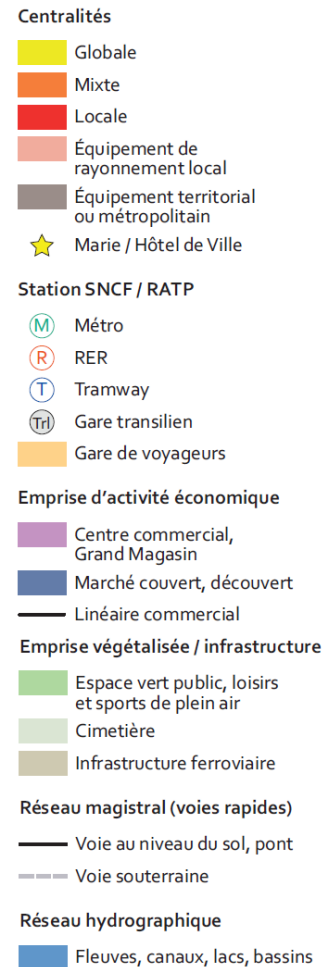 Centralités
Globale
Mixte
Locale
Équipement de
rayonnement local
Équipement territorial
ou métropolitain
Marie / Hôtel de Ville
Station SNCF / RATP
M Métro
R RER
T Tramway
Trl Gare transilien
Gare de voyageurs
Emprise d'activité économique
Centre commercial,
Grand Magasin
Marché couvert, découvert
Linéaire commercial
Emprise végétalisée / infrastructure
Espace vert public, loisirs
et sports de plein air
Cimetière
Infrastructure ferroviaire
Réseau magistral (voies rapides)
Voie au niveau du sol, pont
Voie souterraine
Réseau hydrographique
Fleuves, canaux, lacs, bassins